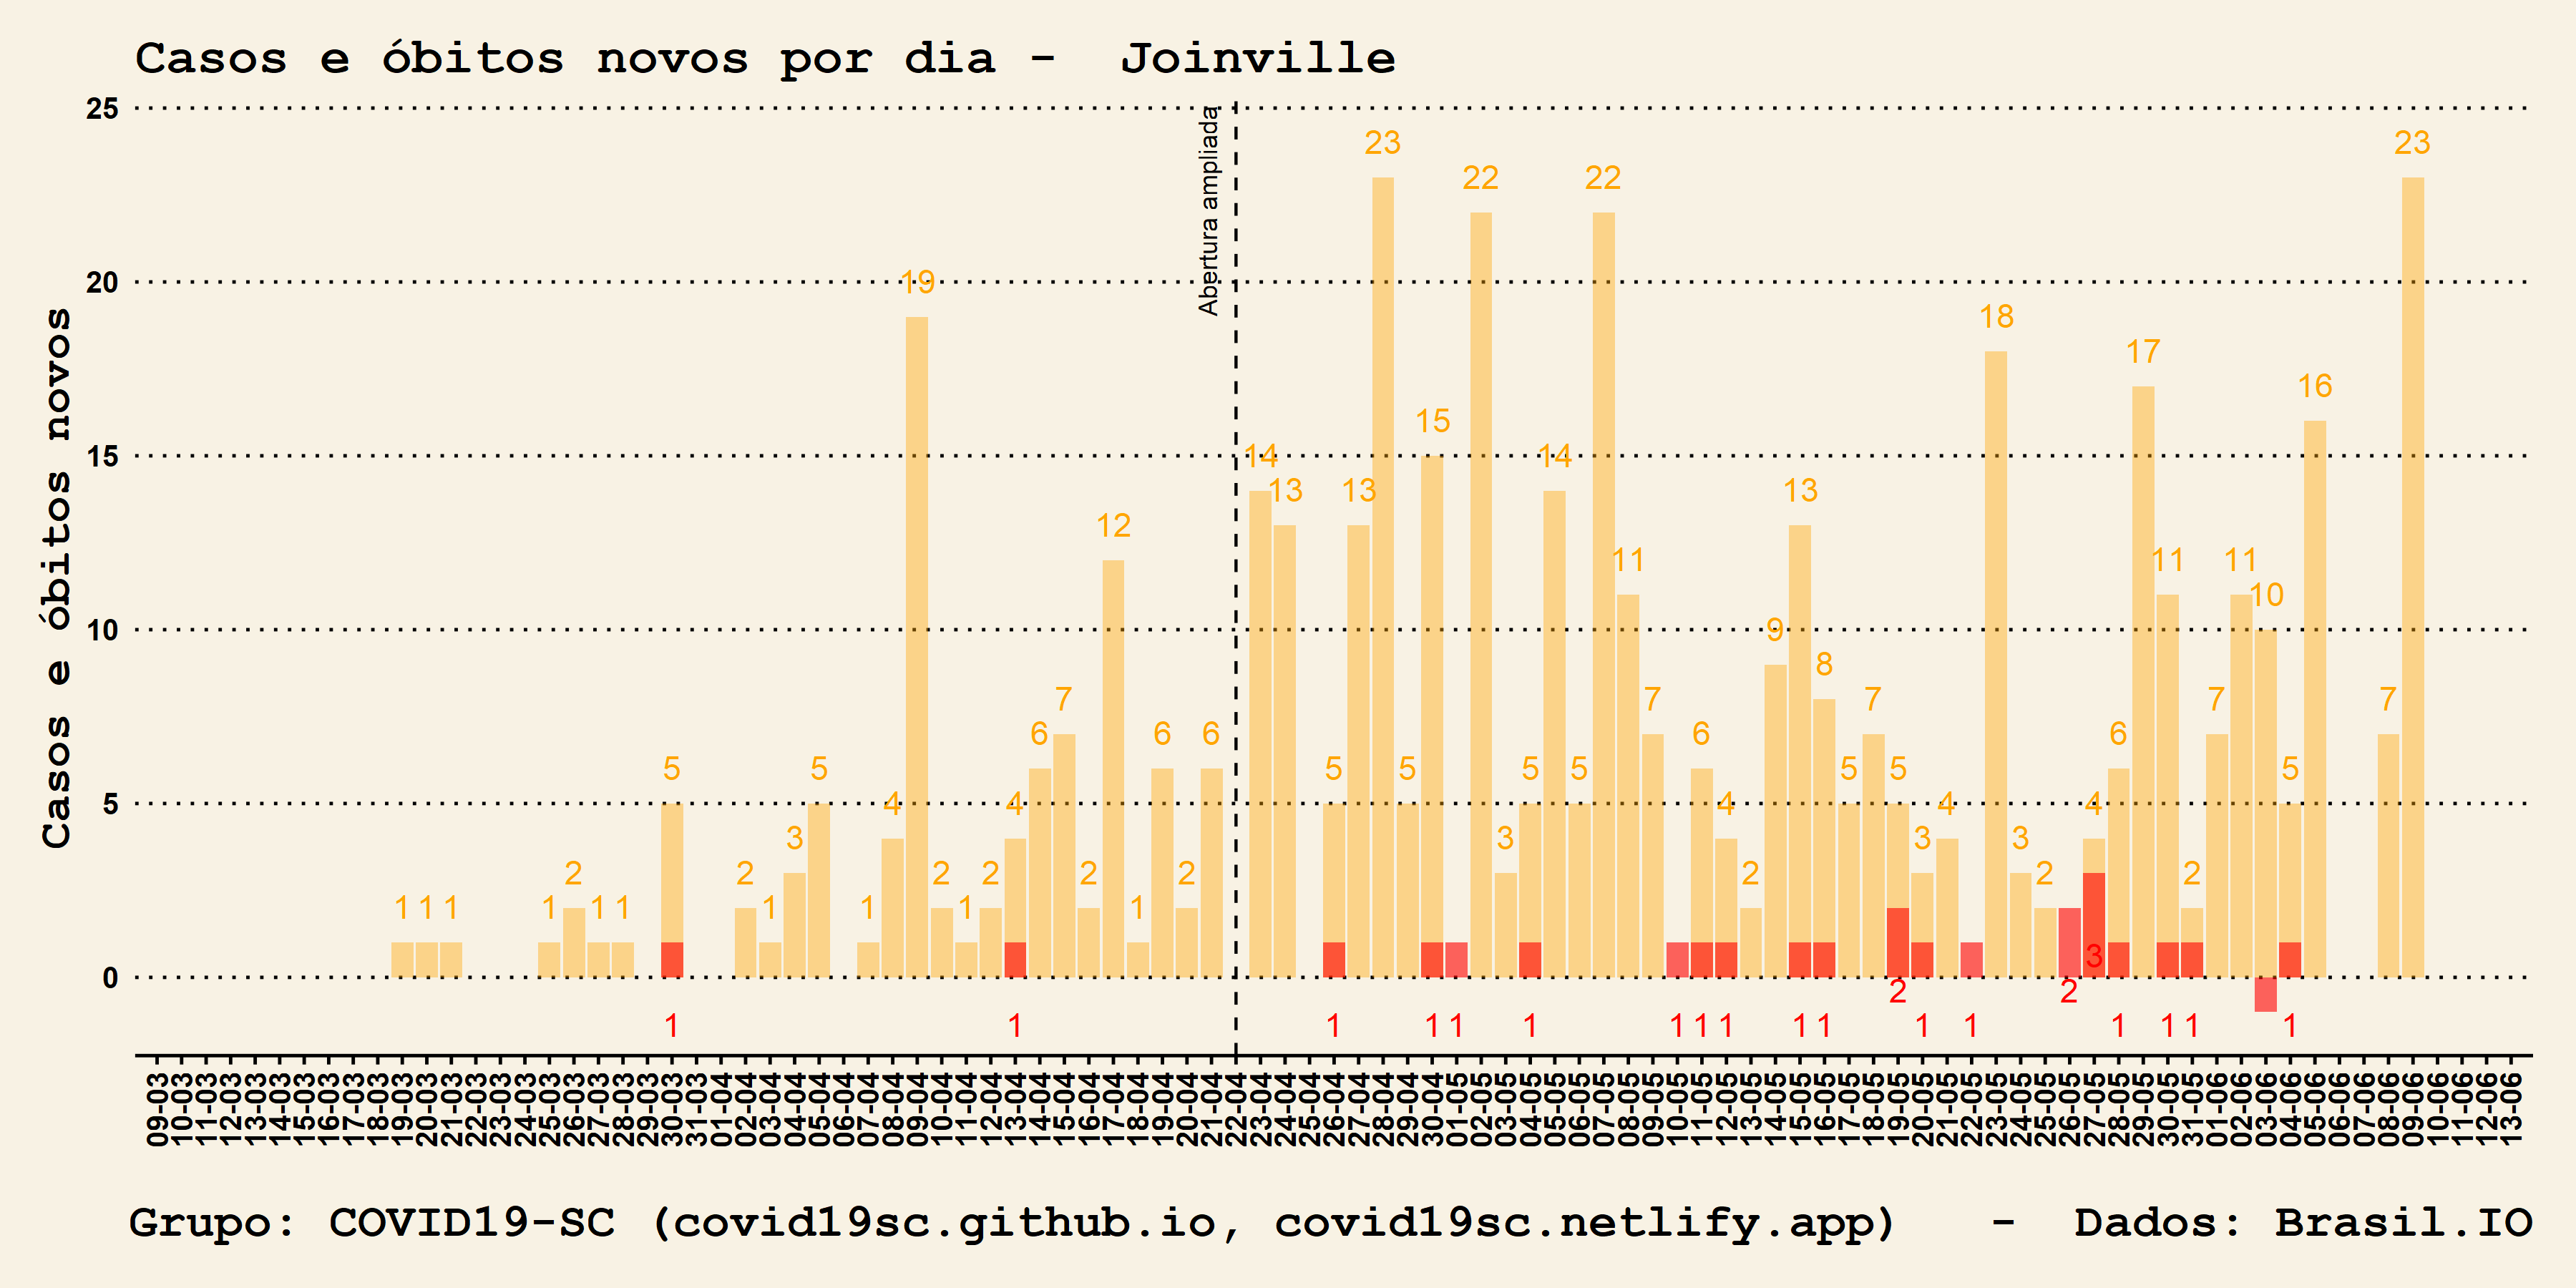 Casos e óbitos novos por dia -  Joinville
Casos e óbitos novos
25
20
15
10
5
0
Abertura ampliada
1 1 1 1 2 1 1 5 2 1 3 5 1 4 19 2 1 2 4 6 7 2 12 1 6 2 6 14 13 5 13 23 5 15 22 3 5 14 5 22 11 7 6 4 2 9 13 8 5 7 5 3 4 18 3 2 4 6 17 11 2 7 11 10 5 16 7 23
1 1 1 1 1 1 1 1 1 1 1 2 1 1 2 3 1 1 1 1
09-03 10-03 11-03 12-03 13-03 14-03 15-03 16-03 17-03 18-03 19-03 20-03 21-03 22-03 23-03 24-03 25-03 26-03 27-03 28-03 29-03 30-03 31-03 01-04 02-04 03-04 04-04 05-04 06-04 07-04 08-04 09-04 10-04 11-04 12-04 13-04 14-04 15-04 16-04 17-04 18-04 19-04 20-04 21-04 22-04 23-04 24-04 25-04 26-04 27-04 28-04 29-04 30-04 01-05 02-05 03-05 04-05 05-05 06-05 07-05 08-05 09-05 10-05 11-05 12-05 13-05 14-05 15-05 16-05 17-05 18-05 19-05 20-05 21-05 22-05 23-05 24-05 25-05 26-05 27-05 28-05 29-05 30-05 31-05 01-06 02-06 03-06 04-06 05-06 06-06 07-06 08-06 09-06 10-06 11-06 12-06 13-06
Grupo: COVID19-SC (covid19sc.github.io, covid19sc.netlify.app)   -  Dados: Brasil.IO